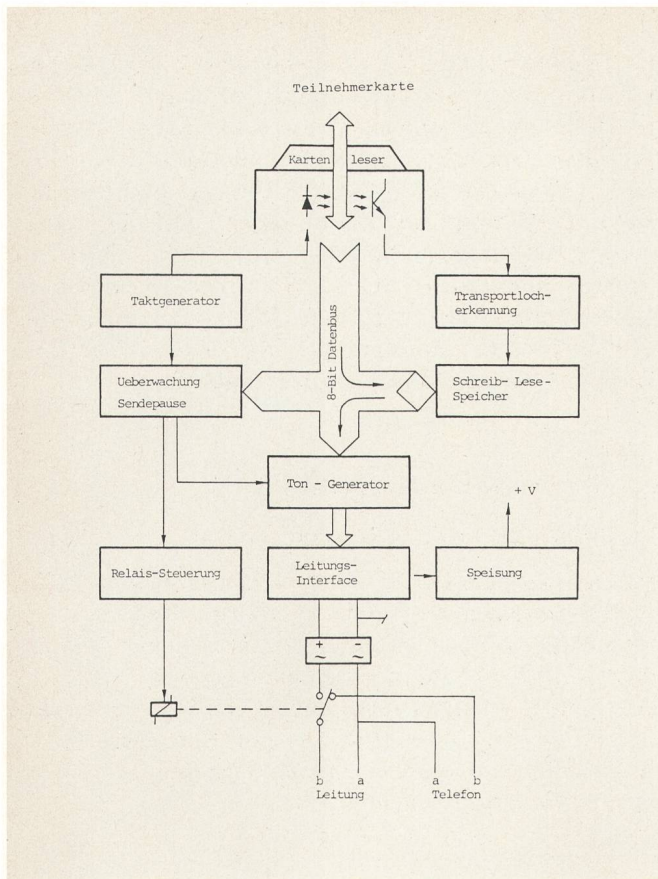 Teilnehmerkarte
Karten leser
Taktgenerator
Transportloch-
erkennung
8-Bit Datenbus
Ueberwachung
Sendepause
Schreib- Lese-
Speicher
Ton - Generator
+ V
Relais-Steuerung
Leitungs-
Interface
Speisung
+ -
~ ~
b a a b
Leitung Telefon